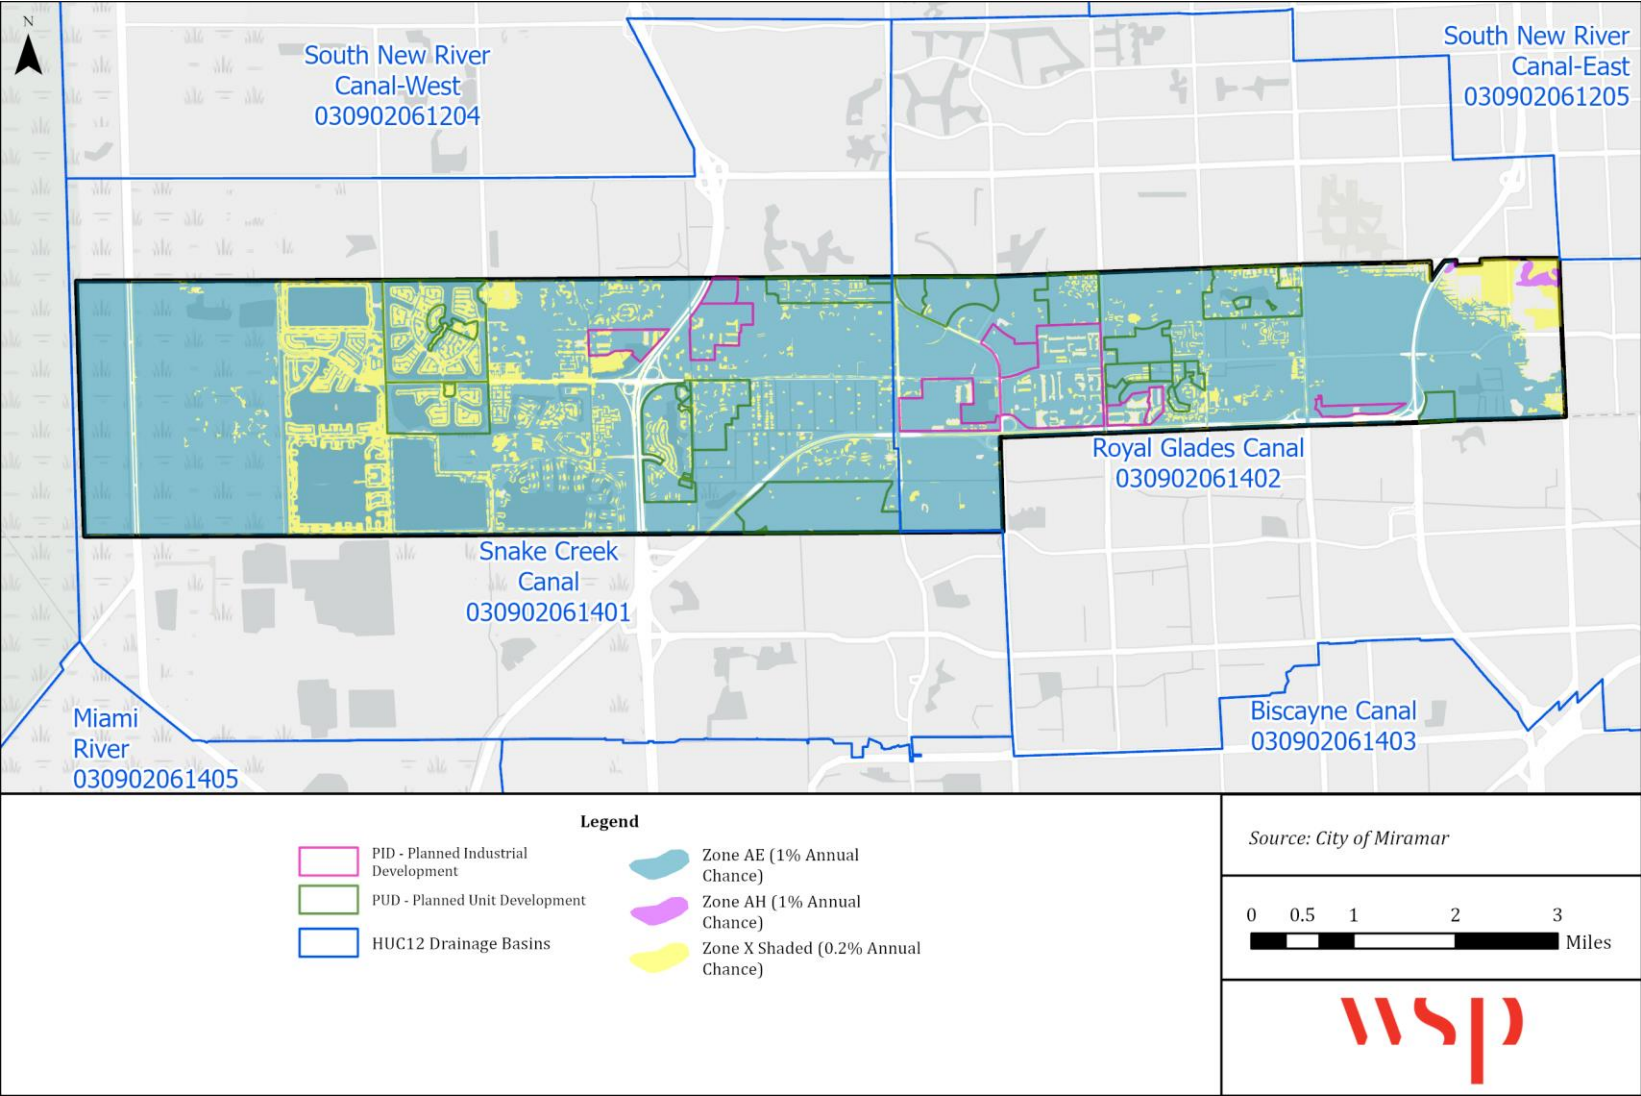 N
South New River
Canal-West
030902061204
South New River
Canal-East
030902061205
Royal Glades Canal
030902061402
Snake Creek
Canal
030902061401
Miami
River
030902061405
Biscayne Canal
030902061403
Legend
PID - Planned Industrial
Development
PUD - Planned Unit Development
HUC12 Drainage Basins
Zone AE (1% Annual
Chance)
Zone AH (1% Annual
Chance)
Zone X Shaded (0.2% Annual
Chance)
Source: City of Miramar
0 0.5 1 2 3
Miles
wsp